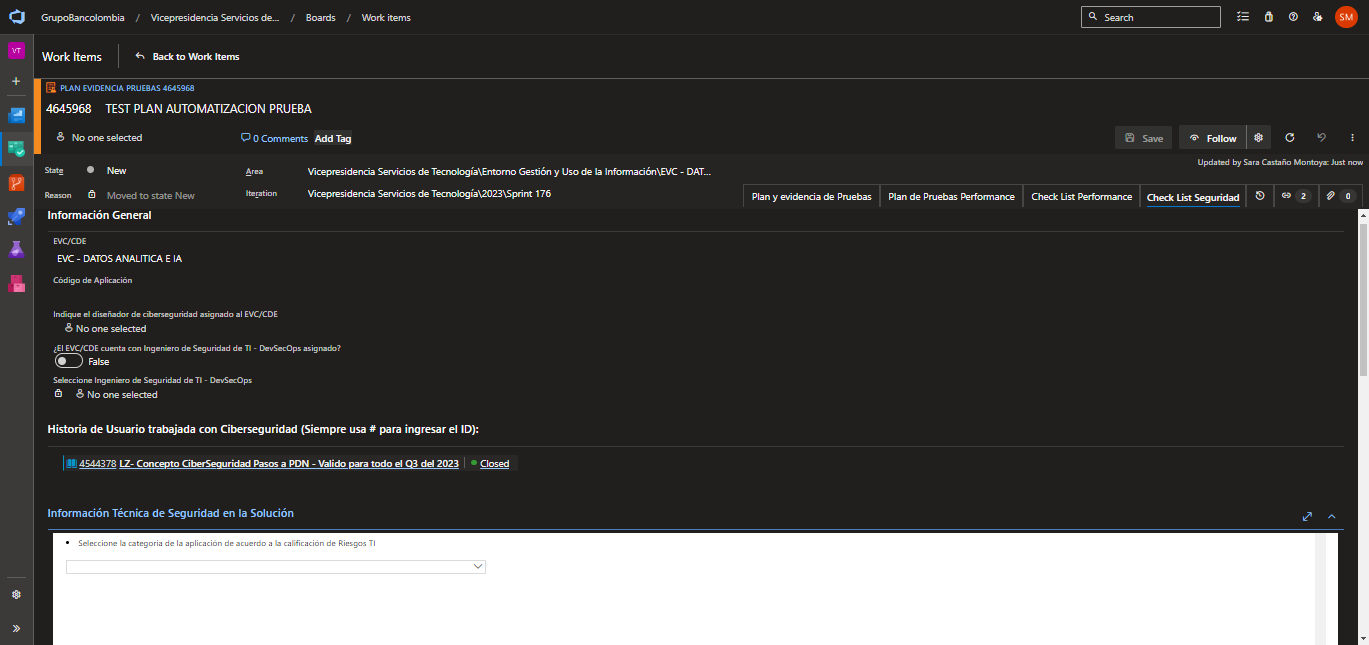 GrupoBancolombia / Vicepresidencia Servicios de... / Boards / Work items
Search
SM
VT
Work Items
Back to Work Items
PLAN EVIDENCIA PRUEBAS 4645968
4645968 TEST PLAN AUTOMATIZACION PRUEBA
No one selected
0 Comments
Add Tag
Save
Follow
Updated by Sara Castaño Montoya: Just now
State New
Area Vicepresidencia Servicios de Tecnología\Entorno Gestión y Uso de la Información\EVC - DAT...
Reason Moved to state New
Iteration Vicepresidencia Servicios de Tecnología\2023\Sprint 176
Plan y evidencia de Pruebas
Plan de Pruebas Performance
Check List Performance
Check List Seguridad
2
0
Información General
EVC/CDE
EVC - DATOS ANALITICA E IA
Código de Aplicación
Indique el diseñador de ciberseguridad asignado al EVC/CDE
No one selected
¿El EVC/CDE cuenta con Ingeniero de Seguridad de TI - DevSecOps asignado?
False
Seleccione Ingeniero de Seguridad de TI - DevSecOps
No one selected
Historia de Usuario trabajada con Ciberseguridad (Siempre usa # para ingresar el ID):
4544378 LZ- Concepto CiberSeguridad Pasos a PDN - Valido para todo el Q3 del 2023 Closed
Información Técnica de Seguridad en la Solución
• Seleccione la categoria de la aplicación de acuerdo a la calificación de Riesgos TI